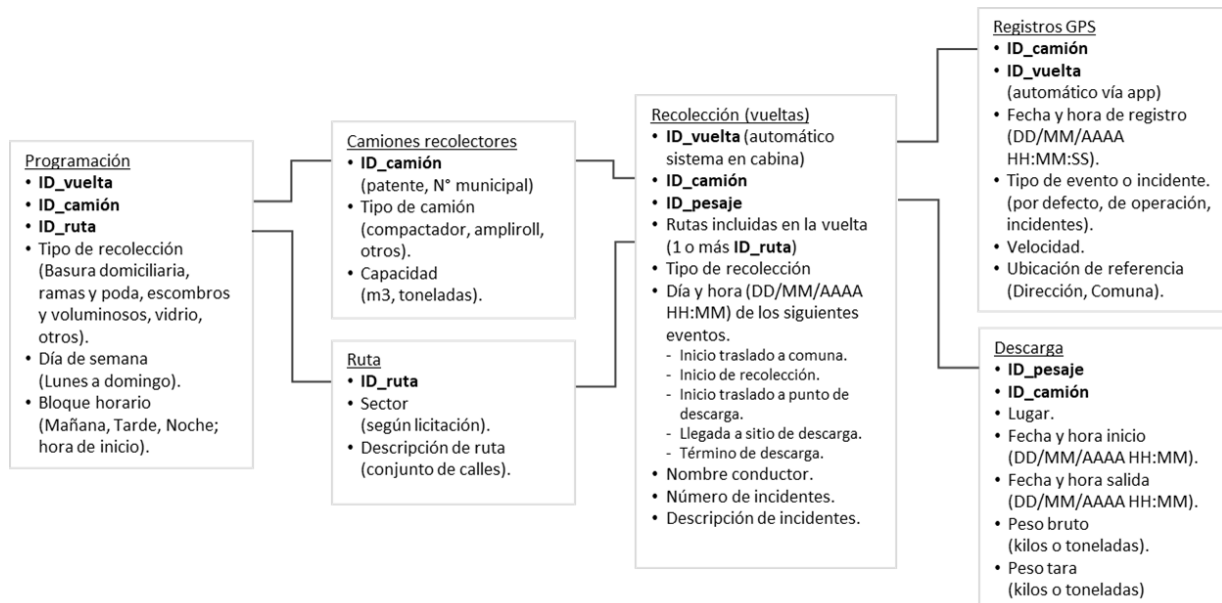 Programación
• ID_vuelta
• ID_camión
• ID_ruta
• Tipo de recolección
(Basura domiciliaria,
ramas y poda, escombros
y voluminosos, vidrio,
otros).
• Día de semana
(Lunes a domingo).
• Bloque horario
(Mañana, Tarde, Noche;
hora de inicio).
Camiones recolectores
• ID_camión
(patente, N° municipal)
• Tipo de camión
(compactador, ampliroll,
otros).
• Capacidad
(m3, toneladas).
Ruta
• ID_ruta
• Sector
(según licitación).
• Descripción de ruta
(conjunto de calles).
Recolección (vueltas)
• ID_vuelta (automático
sistema en cabina)
• ID_camión
• ID_pesaje
• Rutas incluidas en la vuelta
(1 o más ID_ruta)
• Tipo de recolección
• Día y hora (DD/MM/AAAA
HH:MM) de los siguientes
eventos.
- Inicio traslado a comuna.
- Inicio de recolección.
- Inicio traslado a punto de
descarga.
- Llegada a sitio de descarga.
- Término de descarga.
• Nombre conductor.
• Número de incidentes.
• Descripción de incidentes.
Registros GPS
• ID_camión
• ID_vuelta
(automático vía app)
• Fecha y hora de registro
(DD/MM/AAAA
HH:MM:SS).
• Tipo de evento o incidente.
(por defecto, de operación,
incidentes).
• Velocidad.
• Ubicación de referencia
(Dirección, Comuna).
Descarga
• ID_pesaje
• ID_camión
• Lugar.
• Fecha y hora inicio
(DD/MM/AAAA HH:MM).
• Fecha y hora salida
(DD/MM/AAAA HH:MM).
• Peso bruto
(kilos o toneladas).
• Peso tara
(kilos o toneladas)